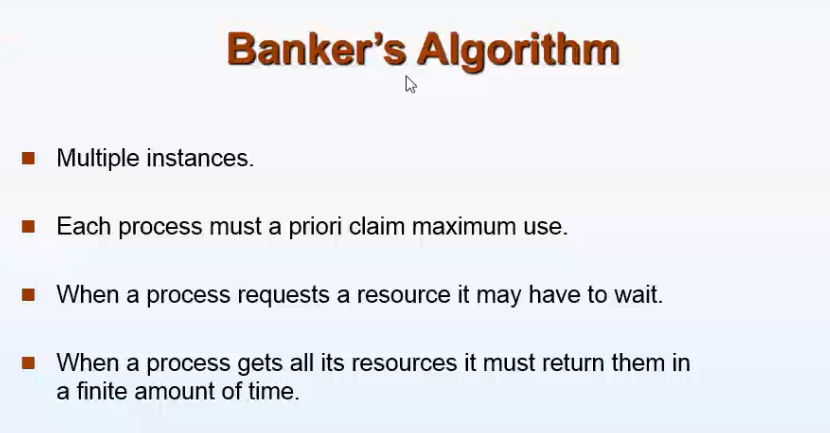 Banker's Algorithm
Multiple instances.
Each process must a priori claim maximum use.
When a process requests a resource it may have to wait.
When a process gets all its resources it must return them in
a finite amount of time.